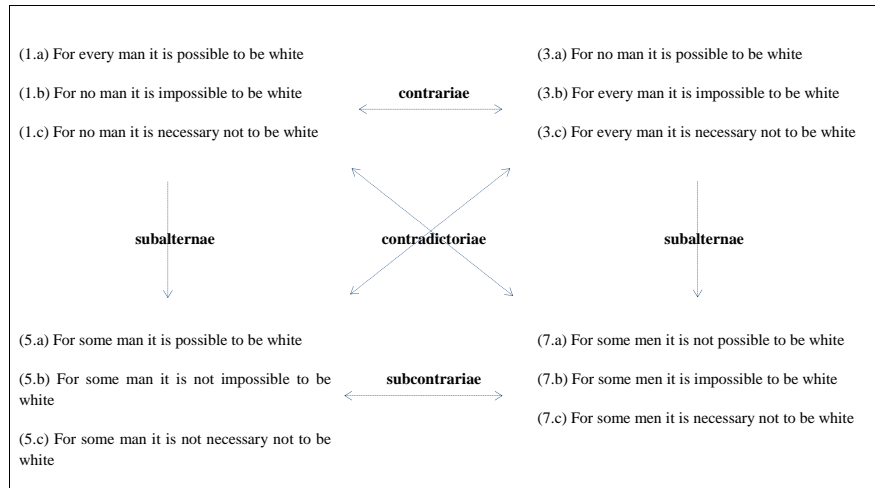 (1.a) For every man it is possible to be white
(3.a) For no man it is possible to be white
(1.b) For no man it is impossible to be white
contrariae
(3.b) For every man it is impossible to be white
(1.c) For no man it is necessary not to be white
(3.c) For every man it is necessary not to be white
subalternae
contradictoriae
subalternae
(5.a) For some man it is possible to be white
(7.a) For some men it is not possible to be white
(5.b) For some man it is not impossible to be
white
subcontrariae
(7.b) For some men it is impossible to be white
(7.c) For some men it is necessary not to be white
(5.c) For some man it is not necessary not to be
white